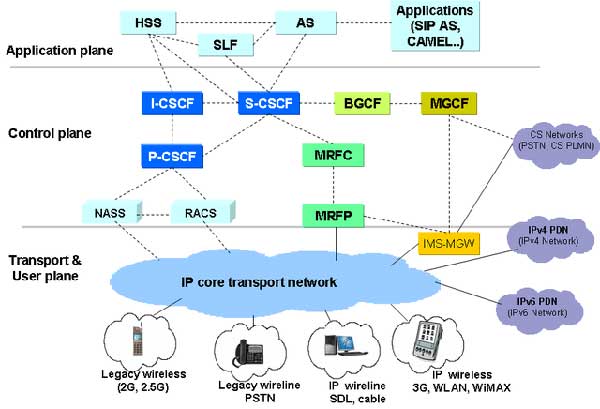 HSS
AS
Applications
(SIP AS,
CAMEL..)
SLF
Application plane
I-CSCF
S-CSCF
BGCF
MGCF
Control plane
CS Networks
(PSTN, CS PLMN)
P-CSCF
MRFC
NASS
RACS
MRFP
IMS-MGW
IPv4 PDN
(IPv4 Network)
Transport &
User plane
IP core transport network
IPv6 PDN
(IPv6 Network)
Legacy wireless
(2G, 2.5G)
Legacy wireline
PSTN
IP wireline
SDL, cable
IP wireless
3G, WLAN, WiMAX